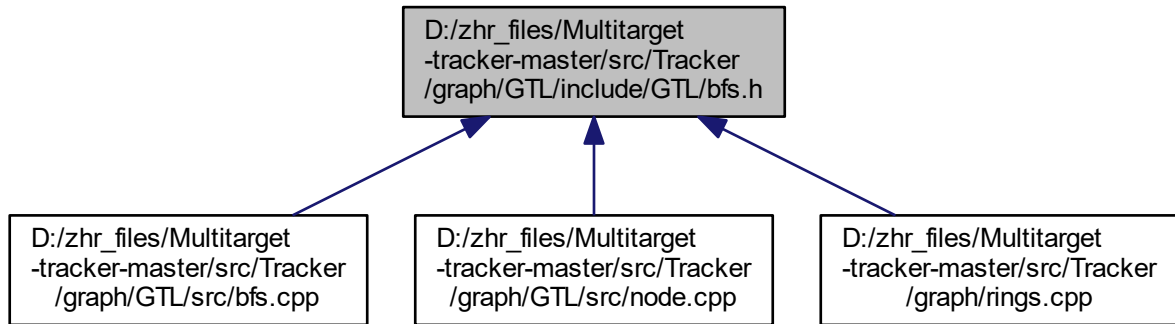 D:/zhr_files/Multitarget
-tracker-master/src/Tracker
/graph/GTL/include/GTL/bfs.h
D:/zhr_files/Multitarget
-tracker-master/src/Tracker
/graph/GTL/src/bfs.cpp
D:/zhr_files/Multitarget
-tracker-master/src/Tracker
/graph/GTL/src/node.cpp
D:/zhr_files/Multitarget
-tracker-master/src/Tracker
/graph/rings.cpp